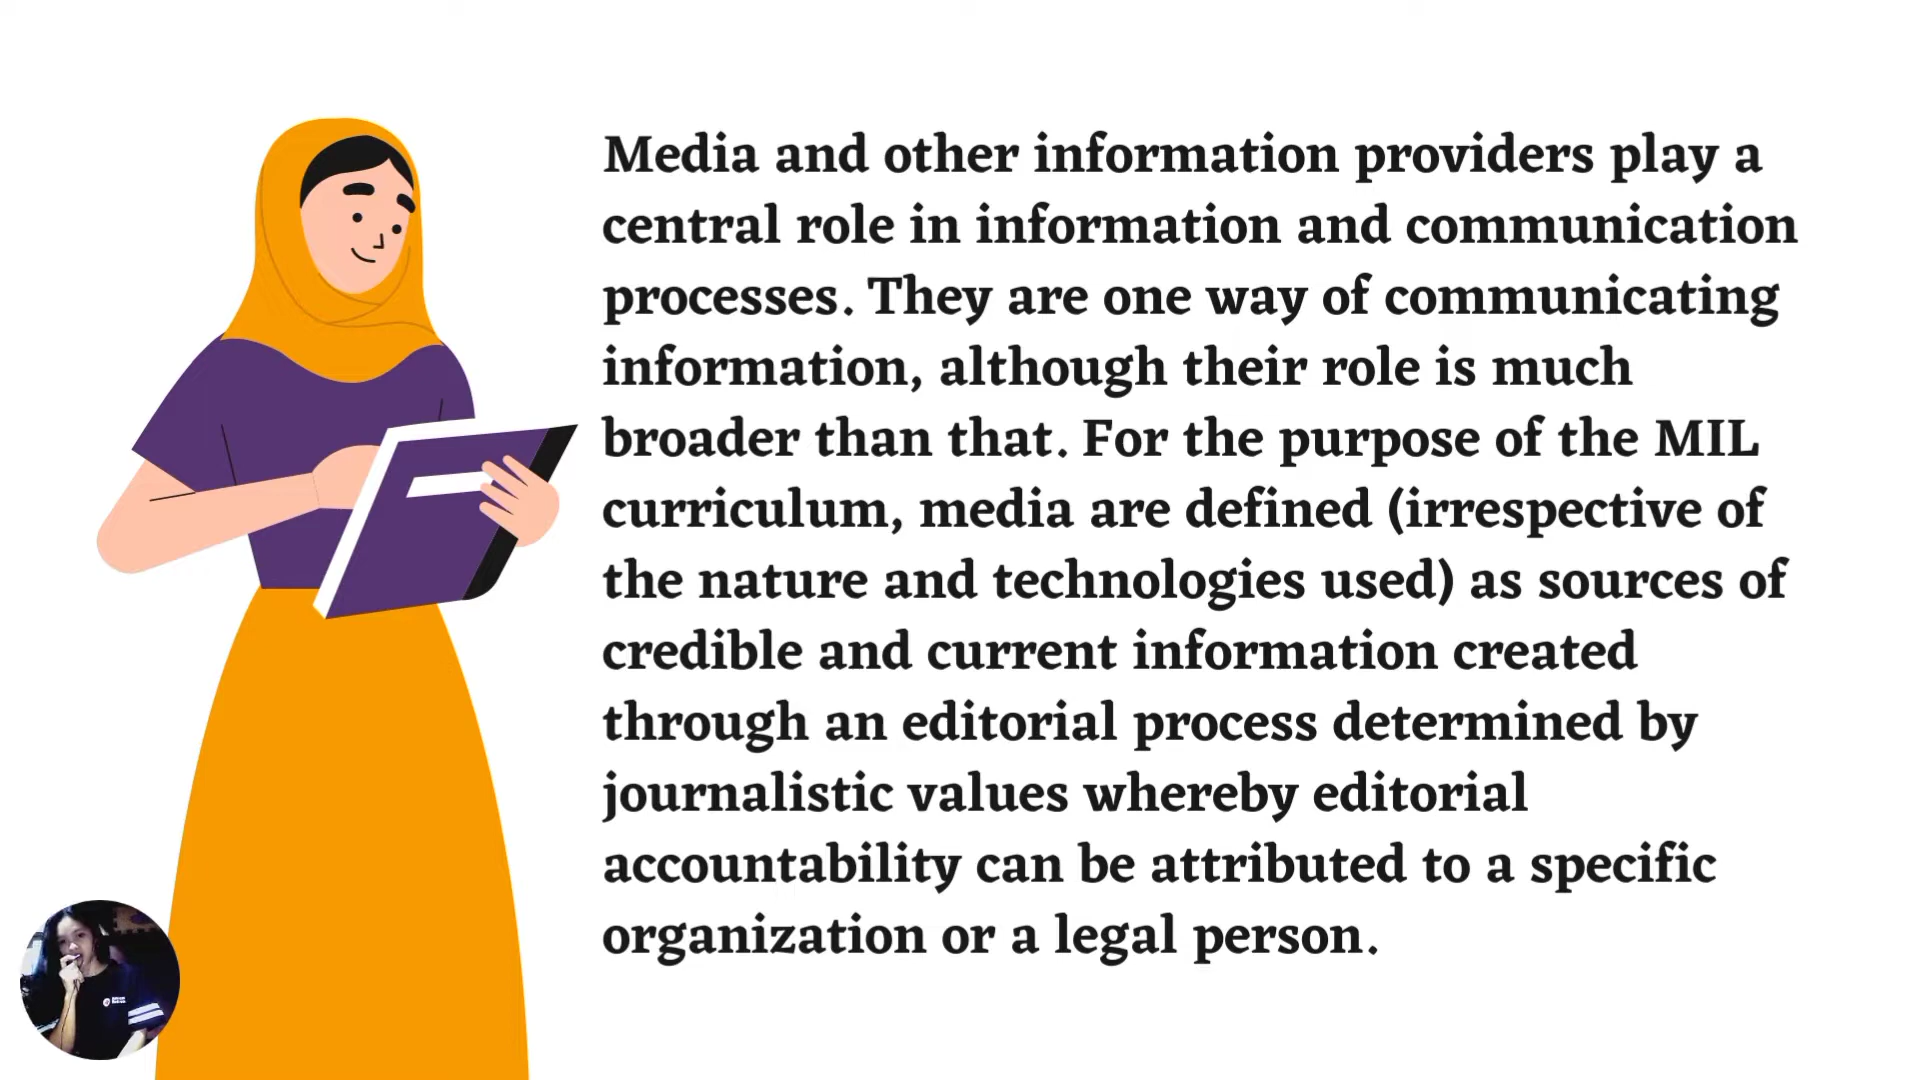 Media and other information providers play a
central role in information and communication
processes. They are one way of communicating
information, although their role is much
broader than that. For the purpose of the MIL
curriculum, media are defined (irrespective of
the nature and technologies used) as sources of
credible and current information created
through an editorial process determined by
journalistic values whereby editorial
accountability can be attributed to a specific
organization or a legal person.